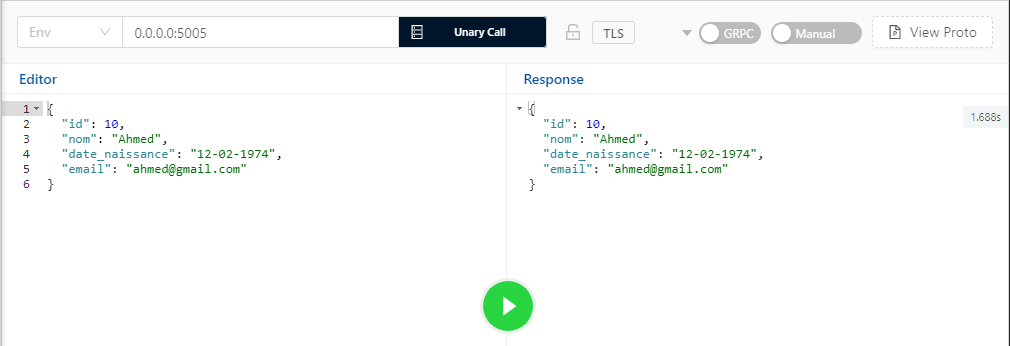 Env 0.0.0.0:5005 Unary Call TLS GRPC Manual View Proto
Editor
1 {
2 "id": 10,
3 "nom": "Ahmed",
4 "date_naissance": "12-02-1974",
5 "email": "ahmed@gmail.com"
6 }
Response
{
"id": 10,
"nom": "Ahmed",
"date_naissance": "12-02-1974",
"email": "ahmed@gmail.com"
}
1.688s